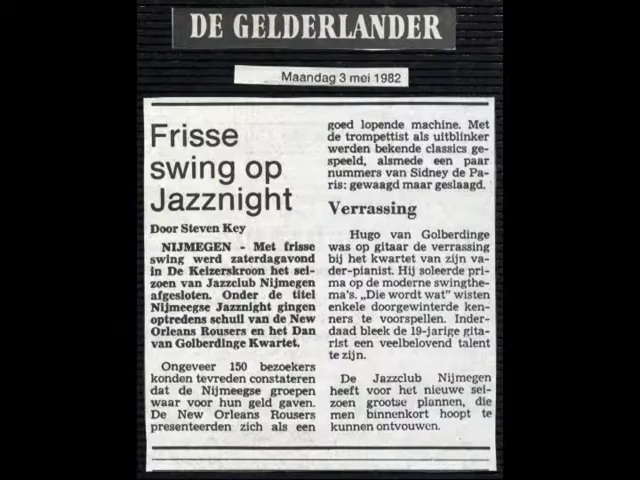 DE GELDERLANDER
Maandag 3 mei 1982
Frisse
swing op
Jazznight
Door Steven Key
NIJMEGEN - Met frisse
swing werd zaterdagavond
in De Keizerskroon het sei-
zoen van Jazzclub Nijmegen
afgesloten. Onder de titel
Nijmeegse Jazznight gingen
optredens schuil van de New
Orleans Rousers en het Dan
van Golberdinge Kwartet.
Ongeveer 150 bezoekers
konden tevreden constateren
dat de Nijmeegse groepen
waar voor hun geld gaven.
De New Orleans Rousers
presenteerden zich als een
goed lopende machine. Met
de trompettist als uitblinker
werden bekende classics ge-
speeld, alsmede een paar
nummers van Sidney de Pa-
ris: gewaagd maar geslaagd.
Verrassing
Hugo van Golberdinge
was op gitaar de verrassing
bij het kwartet van zijn va-
der-pianist. Hij soleerde pri-
ma op de moderne swingthe-
ma's. „Die wordt wat” wisten
enkele doorgewinterde ken-
ners te voorspellen. Inder-
daad bleek de 19-jarige gita-
rist een veelbelovend talent
te zijn.
De Jazzclub Nijmegen
heeft voor het nieuwe sei-
zoen grootse plannen, die
men binnenkort hoopt te
kunnen ontvouwen.